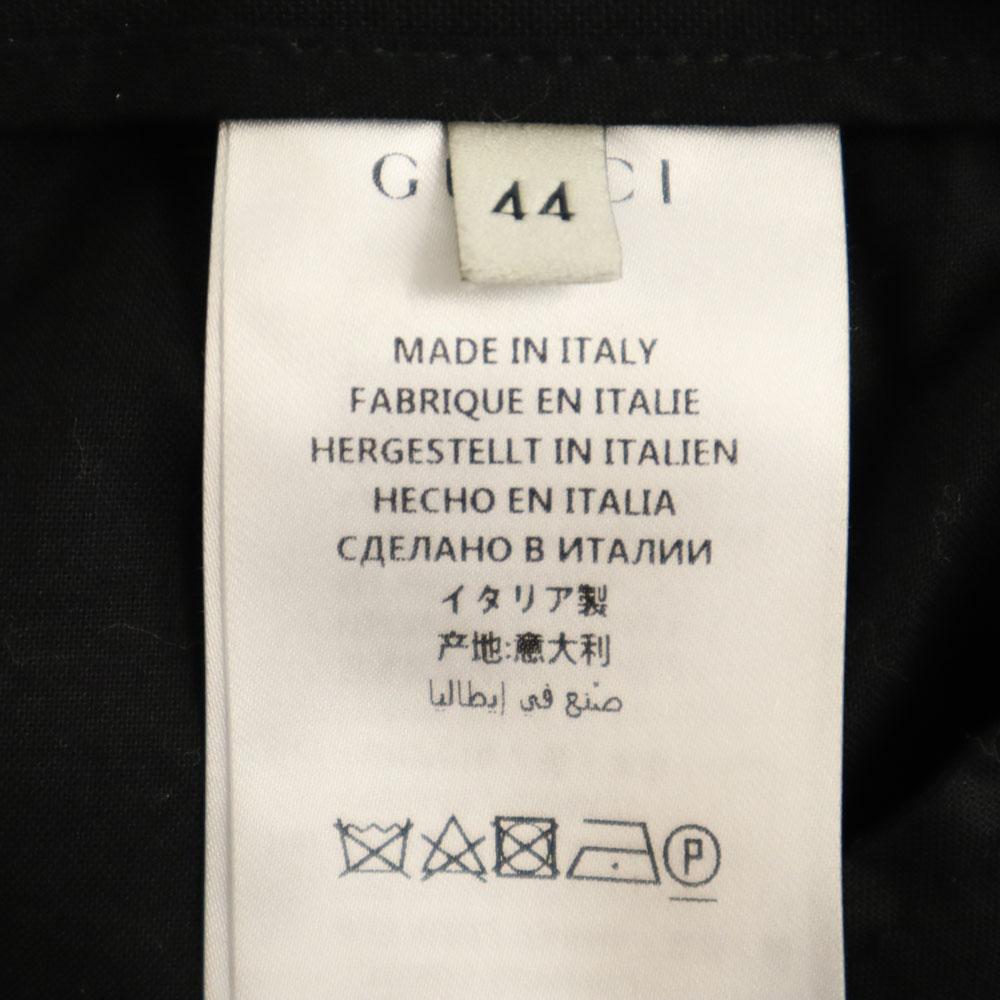 GUCCI
44
MADE IN ITALY
FABRIQUE EN ITALIE
HERGESTELLT IN ITALIEN
HECHO EN ITALIA
СДЕЛАНО В ИТАЛИИ
イタリア製
产地:意大利
صنع في إيطاليا
P